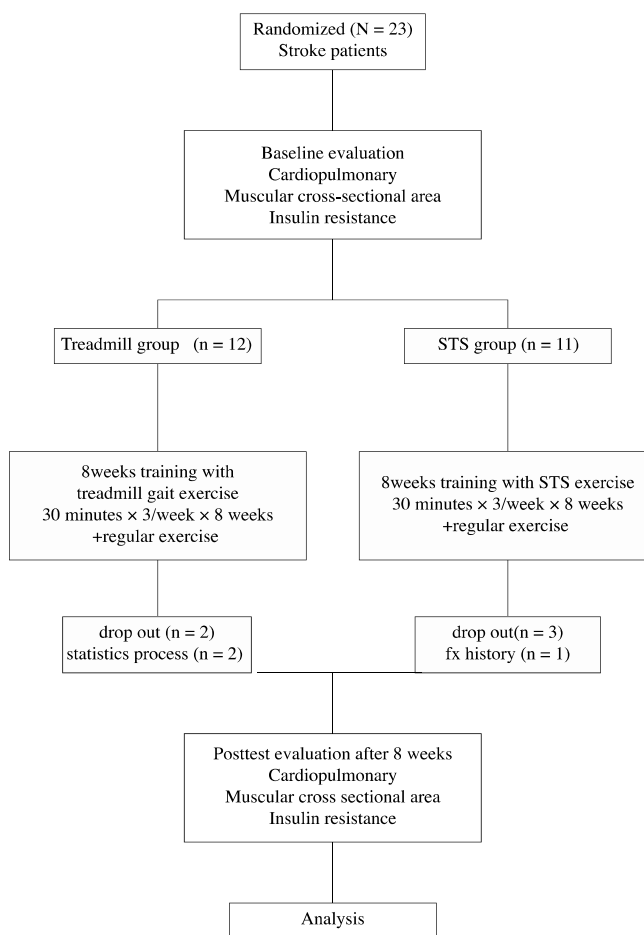 Randomized (N = 23)
Stroke patients
Baseline evaluation
Cardiopulmonary
Muscular cross-sectional area
Insulin resistance
Treadmill group (n = 12)
STS group (n = 11)
8weeks training with
treadmill gait exercise
30 minutes × 3/week × 8 weeks
+regular exercise
8weeks training with STS exercise
30 minutes × 3/week × 8 weeks
+regular exercise
drop out (n = 2)
statistics process (n = 2)
drop out(n = 3)
fx history (n = 1)
Posttest evaluation after 8 weeks
Cardiopulmonary
Muscular cross sectional area
Insulin resistance
Analysis